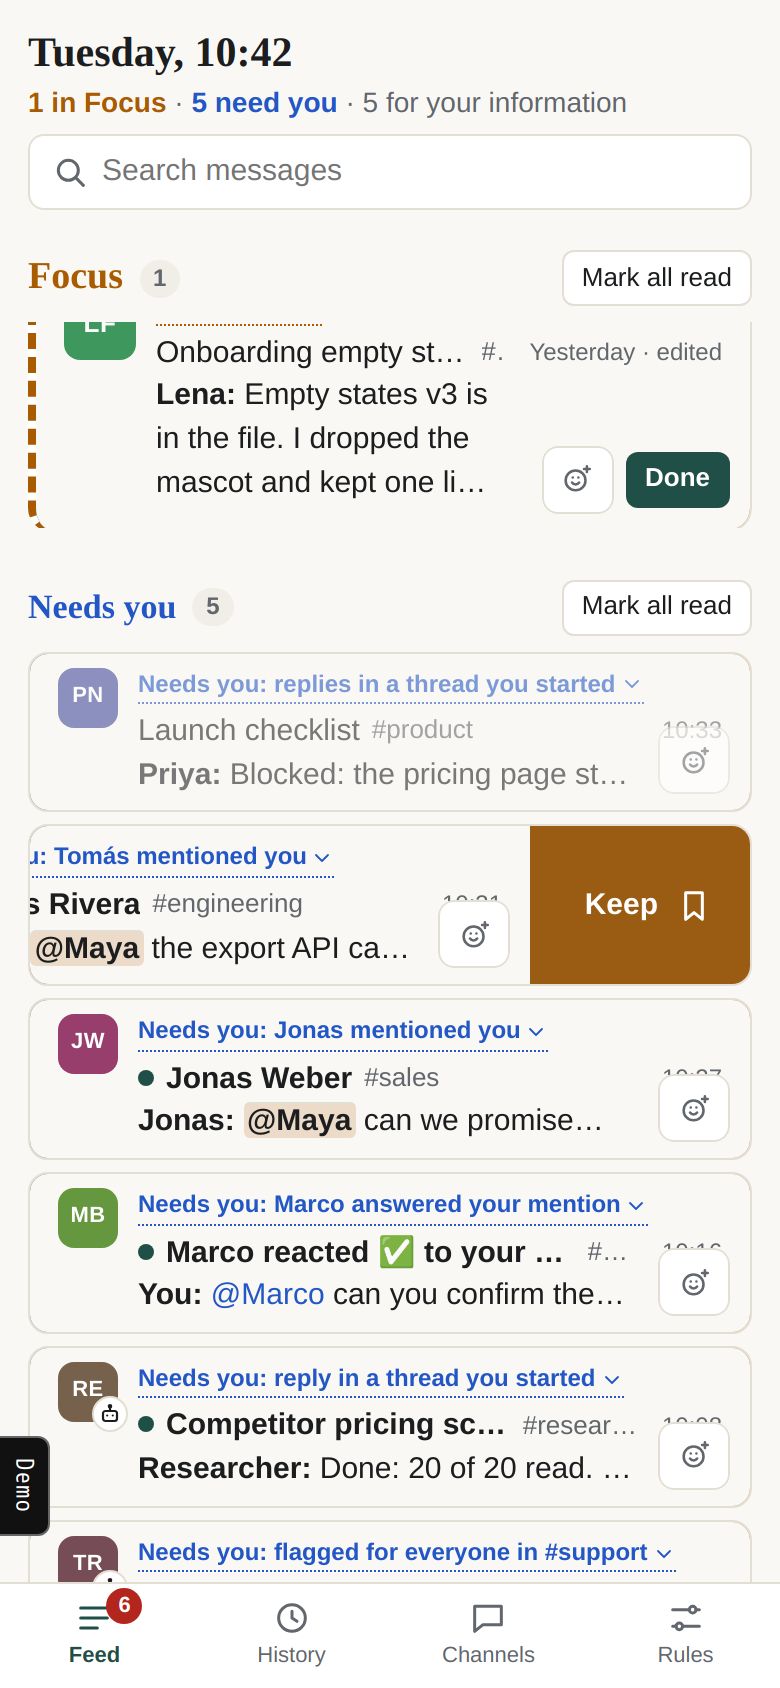 Tuesday, 10:42
1 in Focus · 5 need you · 5 for your information
Search messages
Focus 1 Mark all read
LF
Onboarding empty st… #. Yesterday · edited
Lena: Empty states v3 is
in the file. I dropped the
mascot and kept one li…
Done
Needs you 5 Mark all read
PN Needs you: replies in a thread you started
Launch checklist #product 10:33
Priya: Blocked: the pricing page st…
u: Tomás mentioned you
s Rivera #engineering
@Maya the export API ca…
Keep
JW Needs you: Jonas mentioned you
Jonas Weber #sales
Jonas: @Maya can we promise…
MB Needs you: Marco answered your mention
Marco reacted ✅ to your … #…
You: @Marco can you confirm the…
RE Needs you: reply in a thread you started
Competitor pricing sc… #resear…
Researcher: Done: 20 of 20 read. …
Demo
TR Needs you: flagged for everyone in #support
6
Feed History Channels Rules